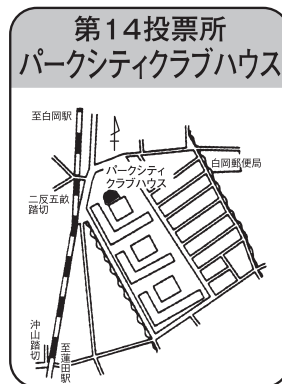 第14投票所
パークシティクラブハウス
至白岡駅
白岡郵便局
パークシティ
クラブハウス
二反五畝
踏切
沖山踏切
至蓮田駅